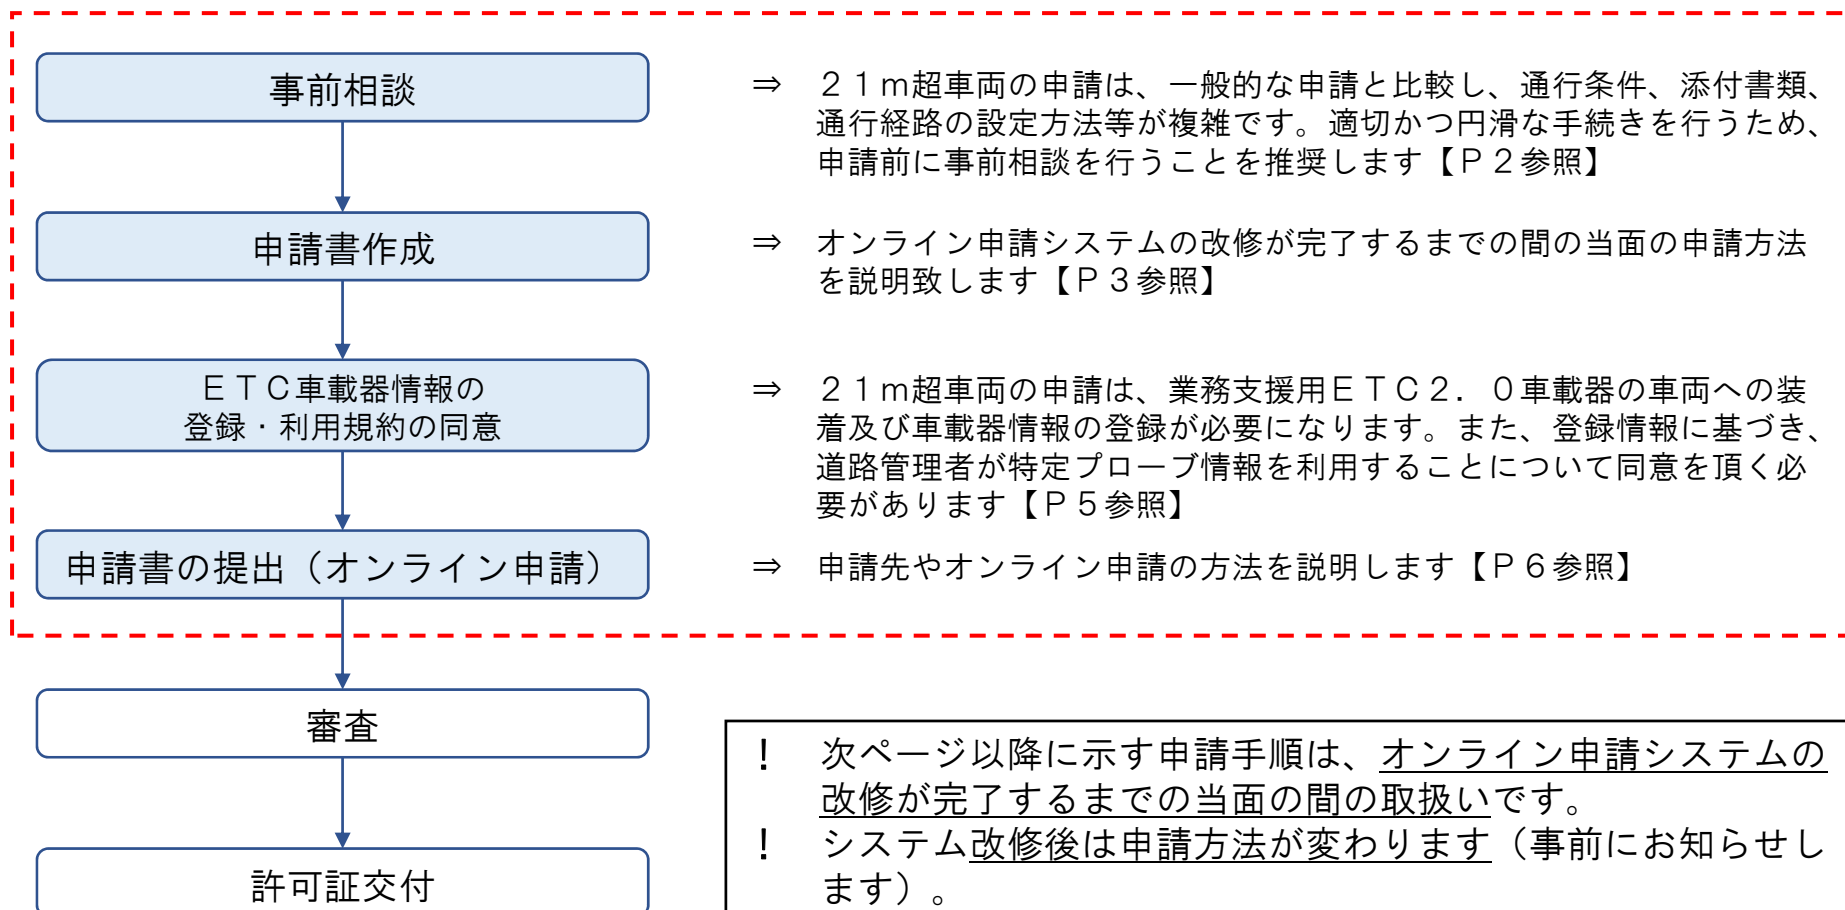 事前相談
⇒　２１ｍ超車両の申請は、一般的な申請と比較し、通行条件、添付書類、
通行経路の設定方法等が複雑です。適切かつ円滑な手続きを行うため、
申請前に事前相談を行うことを推奨します【Ｐ２参照】
申請書作成
⇒　オンライン申請システムの改修が完了するまでの間の当面の申請方法
を説明致します【Ｐ３参照】
ＥＴＣ車載器情報の
登録・利用規約の同意
⇒　２１ｍ超車両の申請は、業務支援用ＥＴＣ２．０車載器の車両への装
着及び車載器情報の登録が必要になります。また、登録情報に基づき、
道路管理者が特定プローブ情報を利用することについて同意を頂く必
要があります【Ｐ５参照】
申請書の提出（オンライン申請）
⇒　申請先やオンライン申請の方法を説明します【Ｐ６参照】
審査
許可証交付
！　次ページ以降に示す申請手順は、オンライン申請システムの
改修が完了するまでの当面の間の取扱いです。
！　システム改修後は申請方法が変わります（事前にお知らせし
ます）。